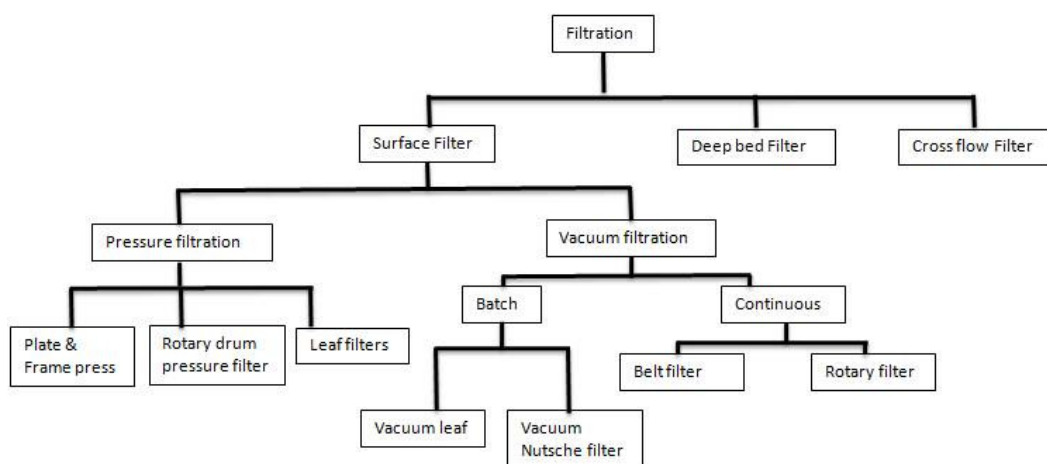 Filtration
Surface Filter
Deep bed Filter
Cross flow Filter
Pressure filtration
Vacuum filtration
Batch
Continuous
Plate &
Frame press
Rotary drum
pressure filter
Leaf filters
Belt filter
Rotary filter
Vacuum leaf
Vacuum
Nutsche filter